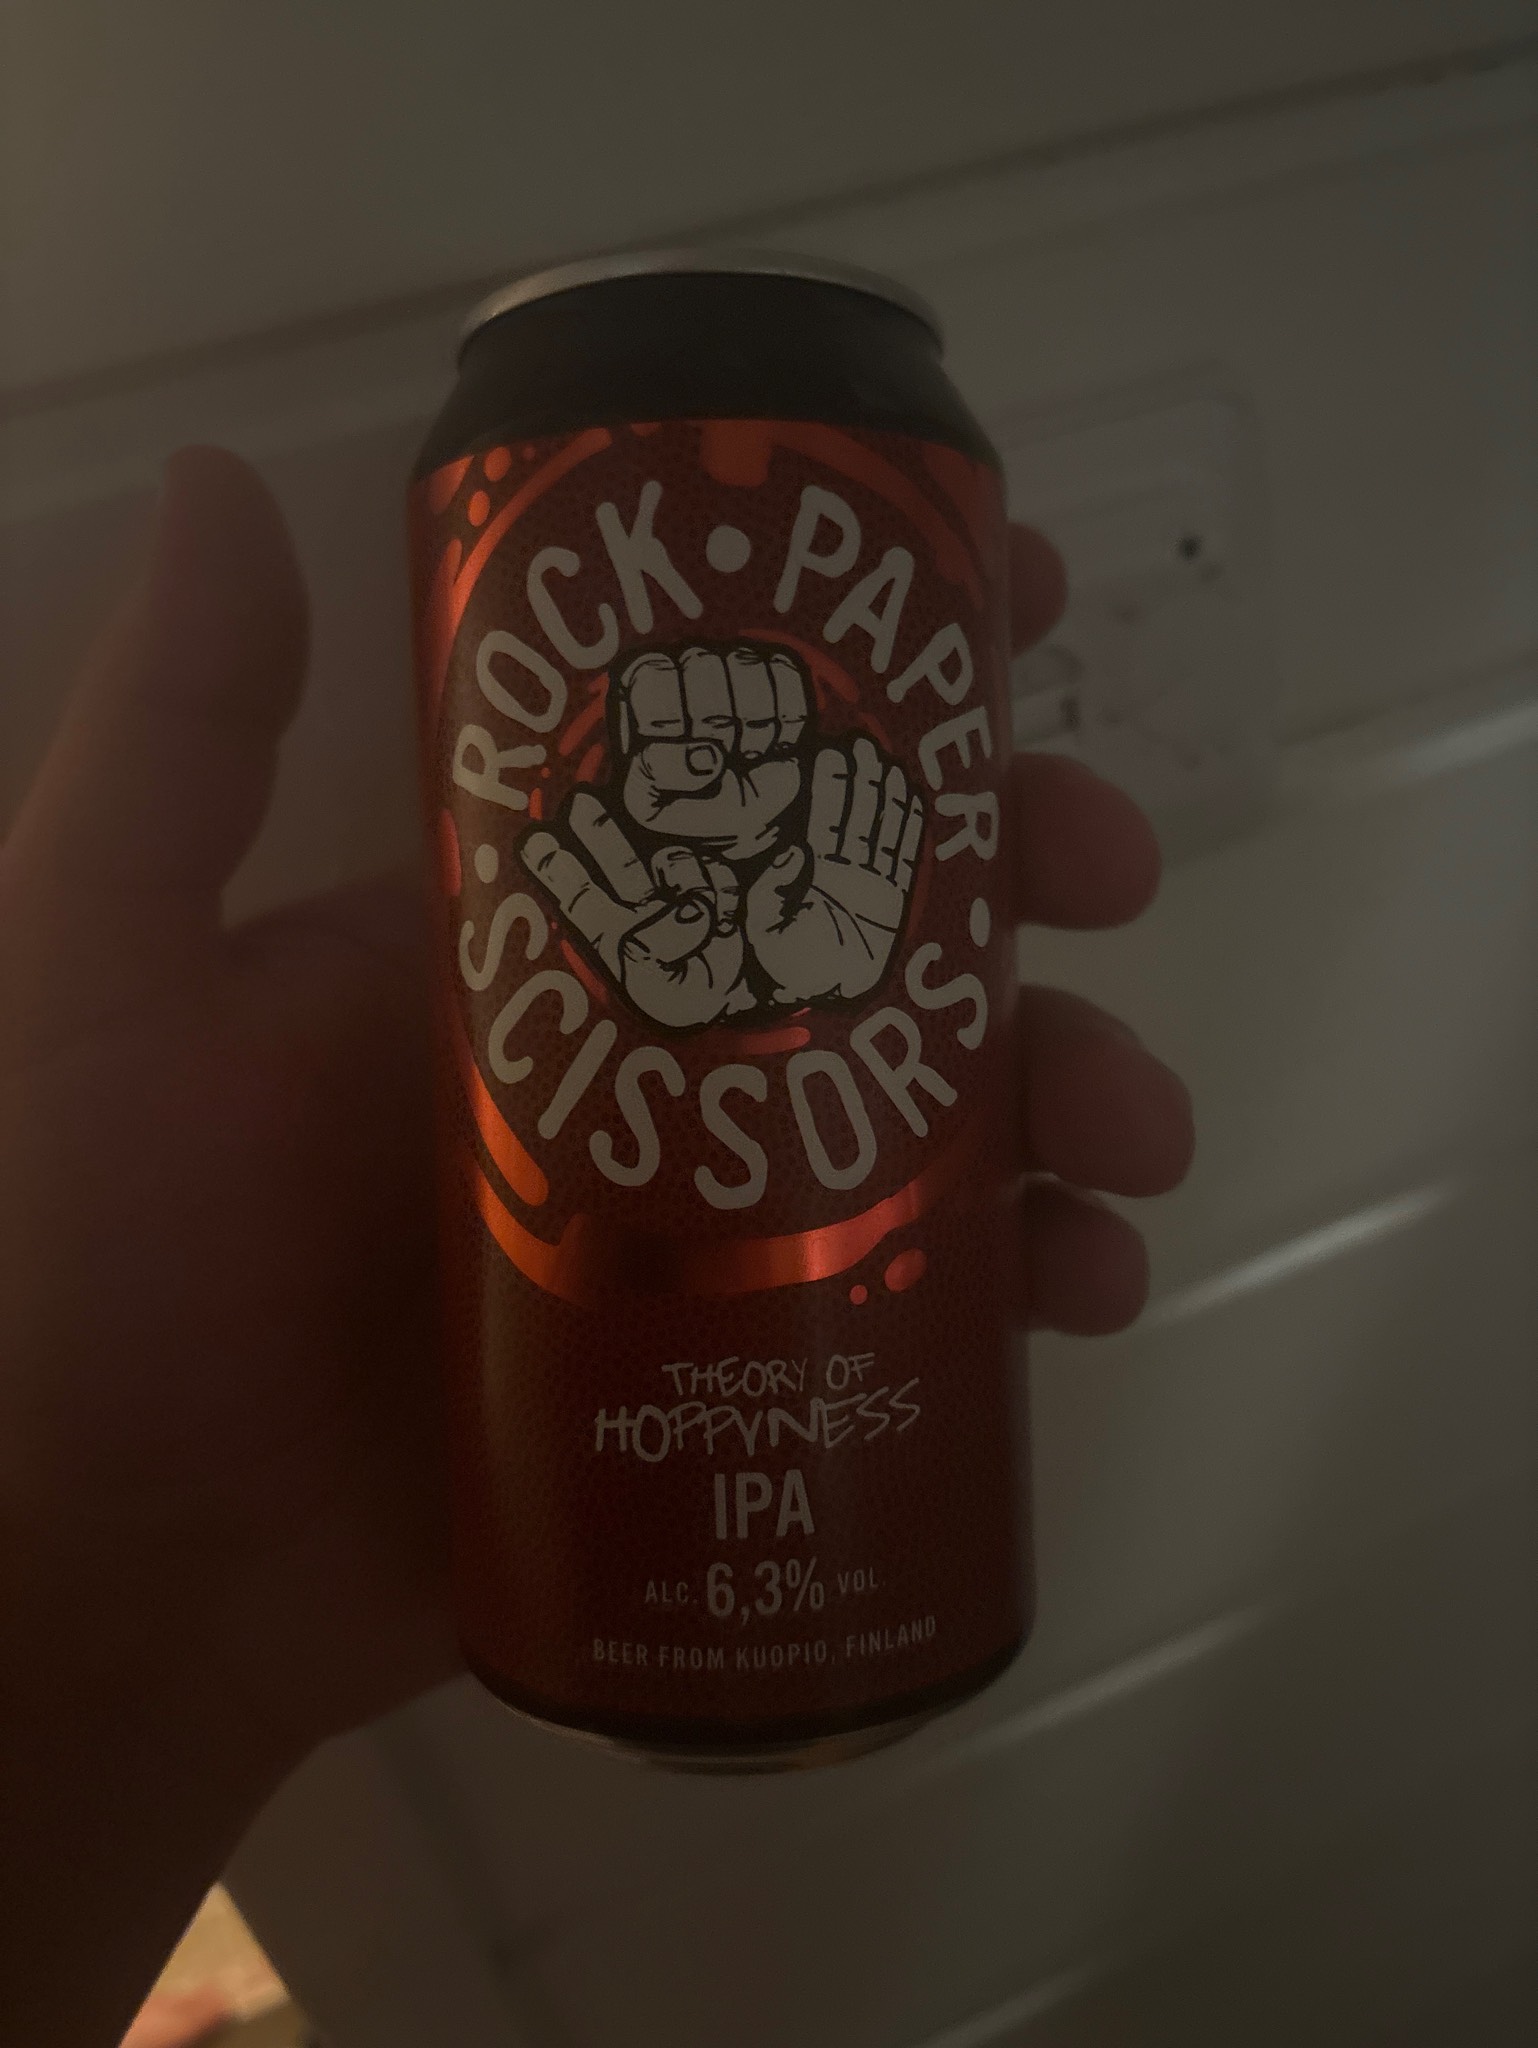 ROCK • PAPER • SCISSORS •
THEORY OF
HOPPYNESS
IPA
ALC. 6,3% VOL.
BEER FROM KUOPIO, FINLAND